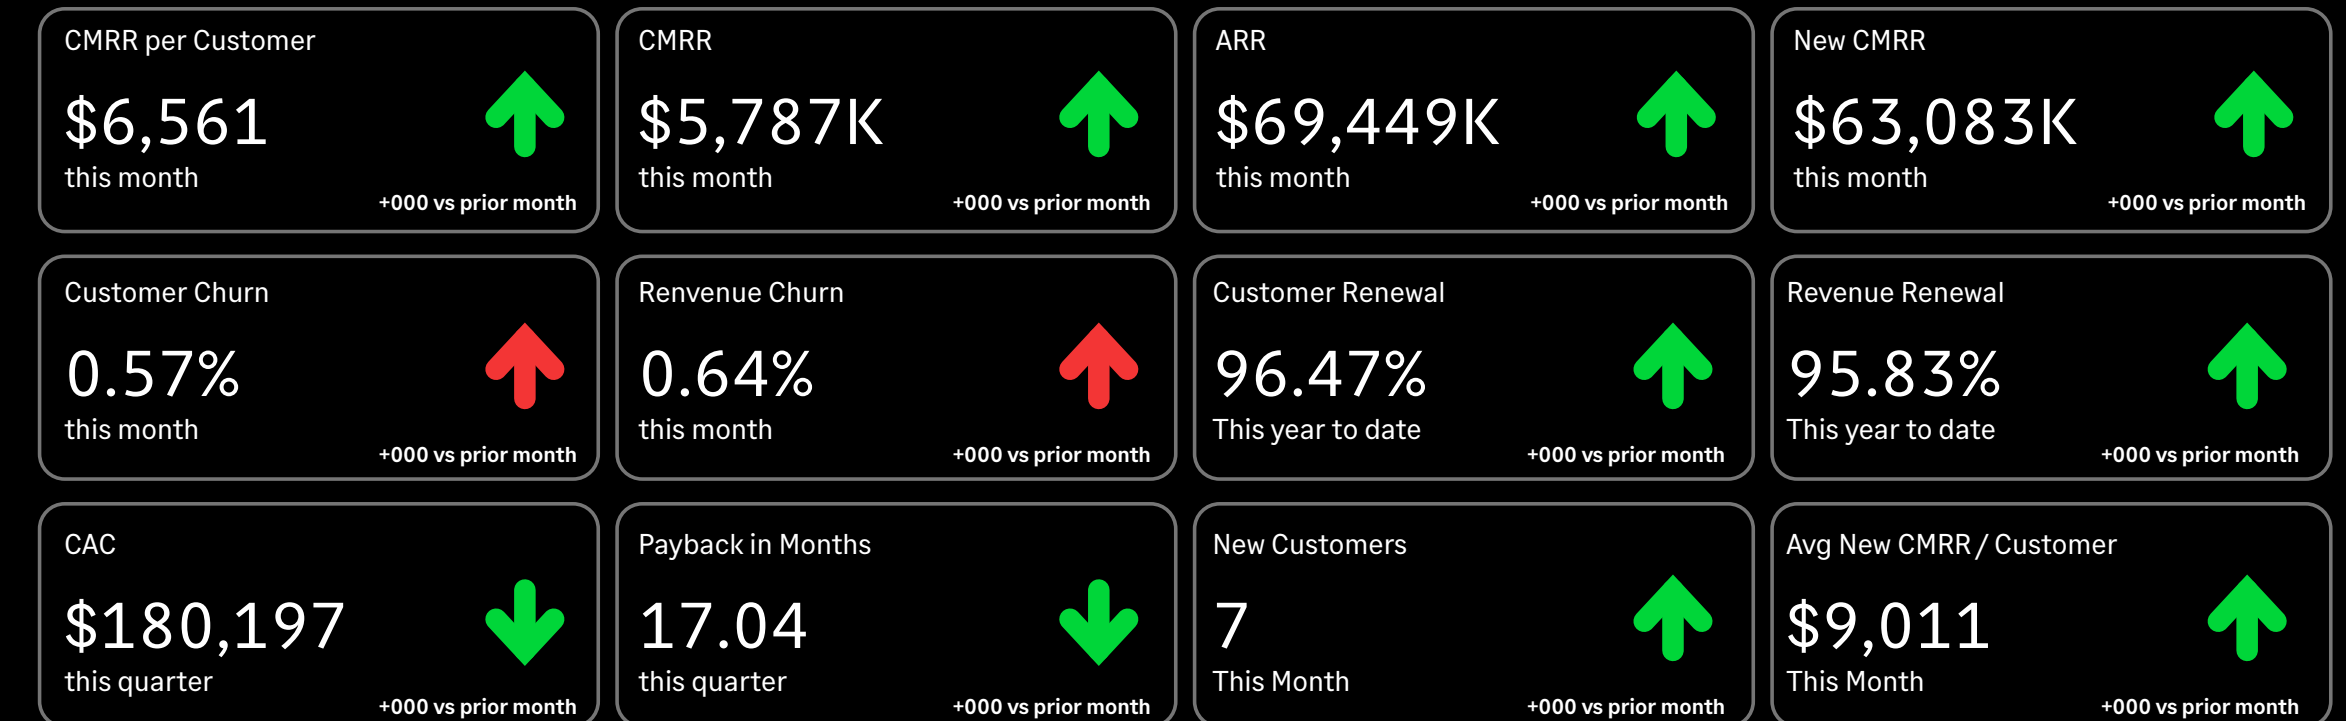 CMRR per Customer
$6,561
this month
+000 vs prior month
CMRR
$5,787K
this month
+000 vs prior month
ARR
$69,449K
this month
+000 vs prior month
New CMRR
$63,083K
this month
+000 vs prior month
Customer Churn
0.57%
this month
+000 vs prior month
Renvenue Churn
0.64%
this month
+000 vs prior month
Customer Renewal
96.47%
This year to date
+000 vs prior month
Revenue Renewal
95.83%
This year to date
+000 vs prior month
CAC
$180,197
this quarter
+000 vs prior month
Payback in Months
17.04
this quarter
+000 vs prior month
New Customers
7
This Month
+000 vs prior month
Avg New CMRR / Customer
$9,011
This Month
+000 vs prior month